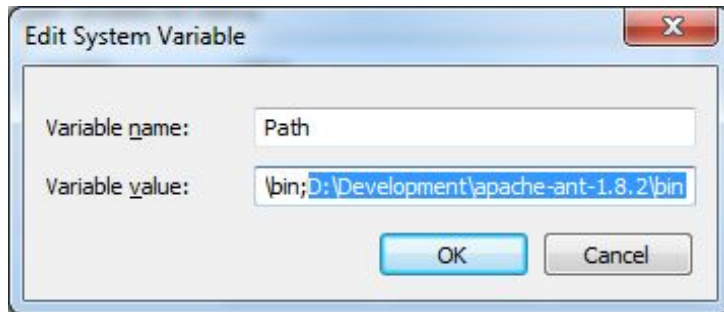 Edit System Variable
Variable name: Path
Variable value: \bin;D:\Development\apache-ant-1.8.2\bin
OK Cancel